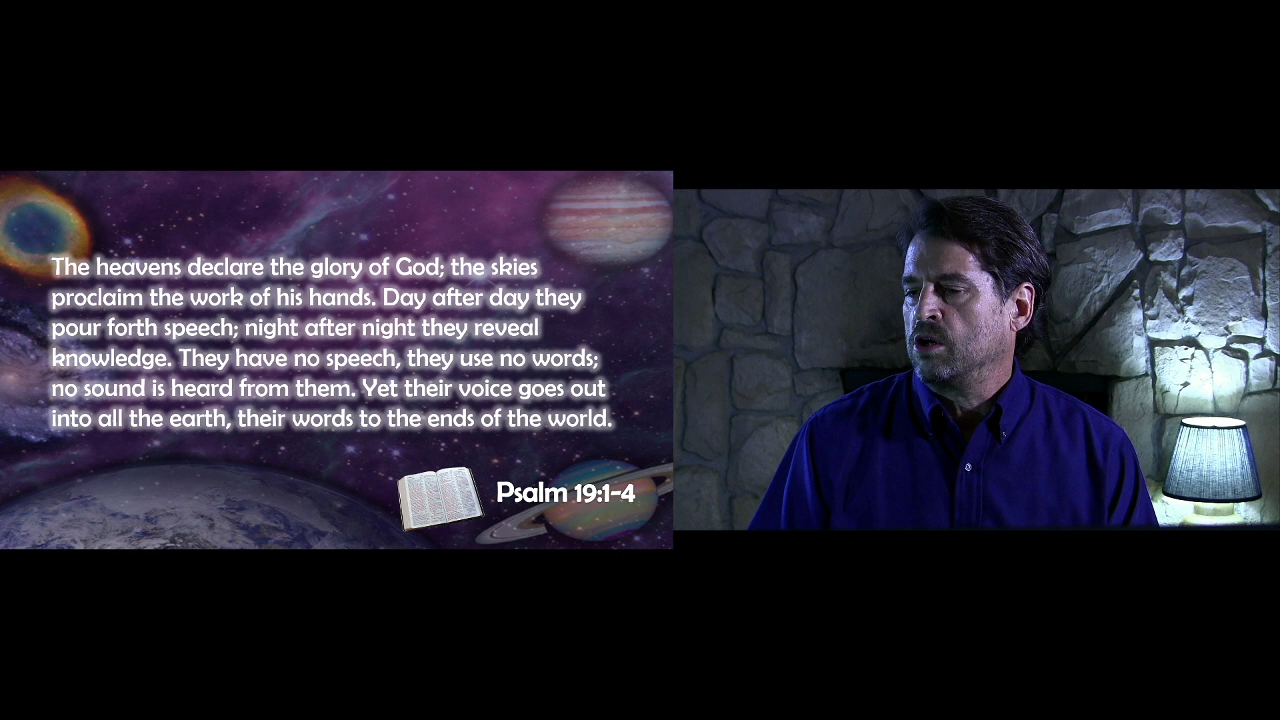 The heavens declare the glory of God; the skies
proclaim the work of his hands. Day after day they
pour forth speech; night after night they reveal
knowledge. They have no speech, they use no words;
no sound is heard from them. Yet their voice goes out
into all the earth, their words to the ends of the world.
Psalm 19:1-4